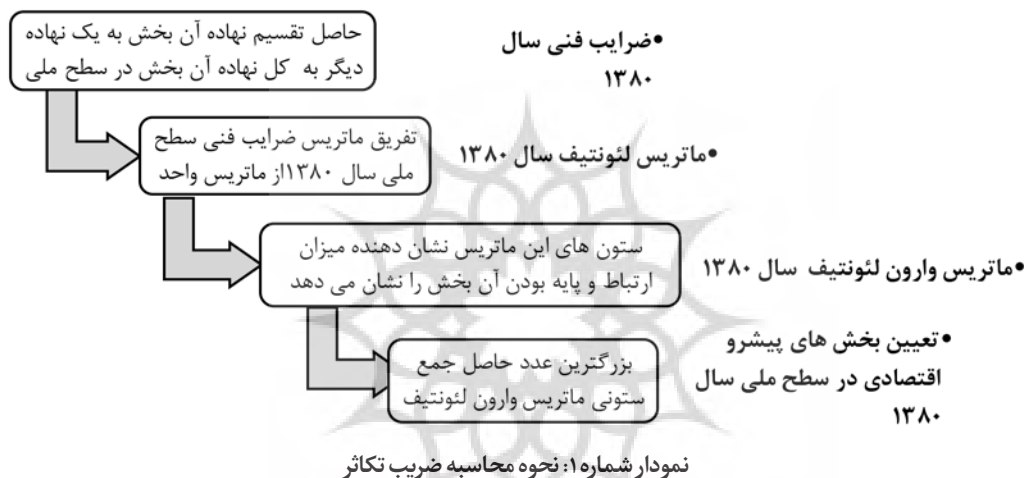 حاصل تقسیم نهاده آن بخش به یک نهاده
دیگر به کل نهاده آن بخش در سطح ملی
•ضرایب فنی سال
۱۳۸۰
تفریق ماتریس ضرایب فنی سطح
ملی سال ۱۳۸۰از ماتریس واحد
•ماتریس لئونتیف سال ۱۳۸۰
ستون های این ماتریس نشان دهنده میزان
ارتباط و پایه بودن آن بخش را نشان می دهد
•ماتریس وارون لئونتیف سال ۱۳۸۰
بزرگترین عدد حاصل جمع
ستونی ماتریس وارون لئونتیف
•تعیین بخش های پیشرو
اقتصادی در سطح ملی سال
۱۳۸۰
نمودار شماره ۱: نحوه محاسبه ضریب تکاثر